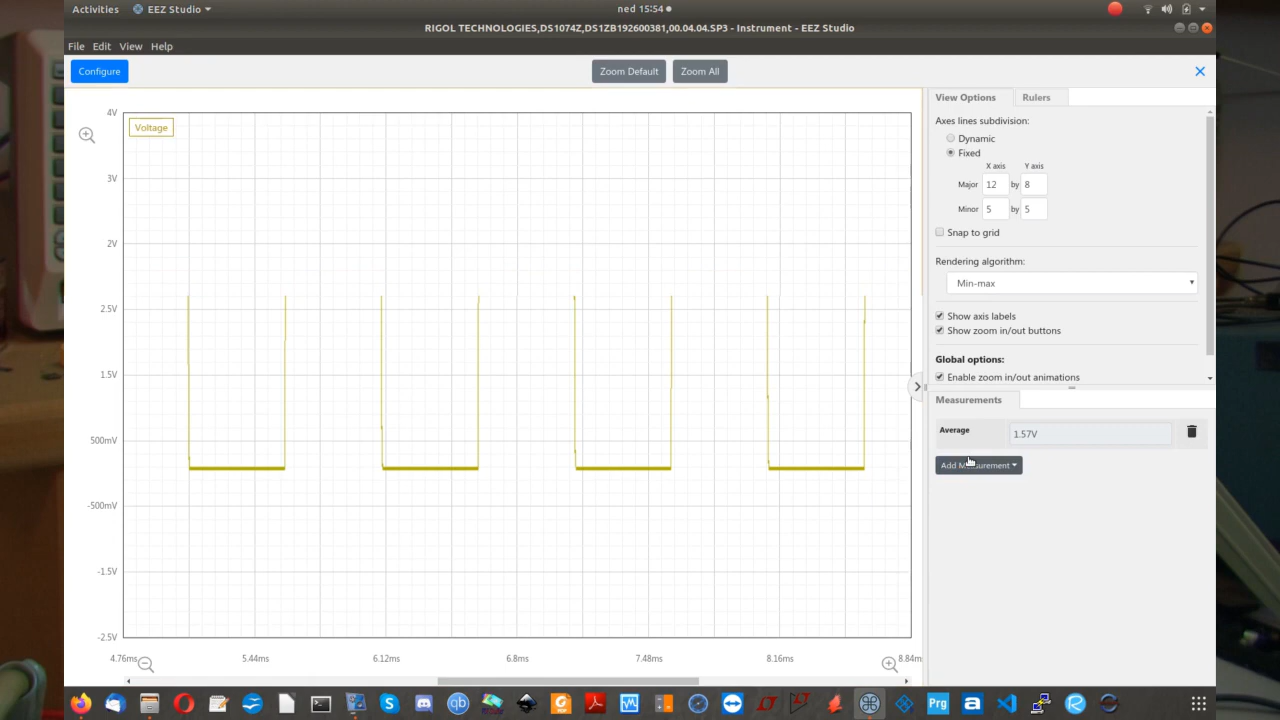 Activities
EEZ Studio
ned 15:54
RIGOL TECHNOLOGIES,DS1074Z,DS1ZB192600381,00.04.04.SP3 - Instrument - EEZ Studio
File Edit View Help
Configure
Zoom Default
Zoom All
Voltage
4V
3V
2V
2.5V
1.5V
500mV
-500mV
-1.5V
-2.5V
4.76ms
5.44ms
6.12ms
6.8ms
7.48ms
8.16ms
8.84m
View Options
Rulers
Axes lines subdivision:
Dynamic
Fixed
X axis Y axis
Major 12 by 8
Minor 5 by 5
Snap to grid
Rendering algorithm:
Min-max
Show axis labels
Show zoom in/out buttons
Global options:
Enable zoom in/out animations
Measurements
Average 1.57V
Add Measurement
Prg